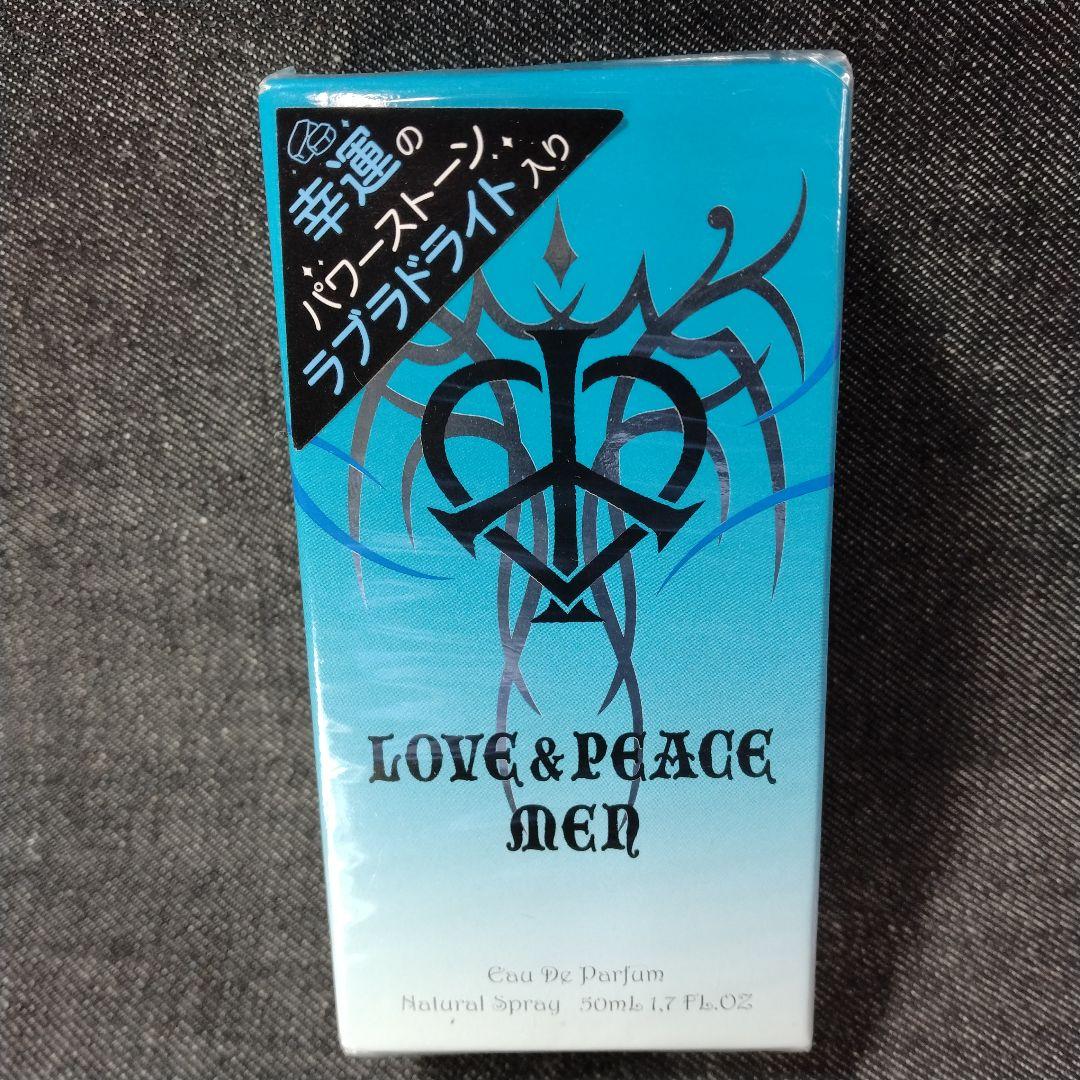 幸運の
パワーストーン
ラブラドライト入り
LOVE & PEACE
MEN
Eau De Parfum
Natural Spray 50mL 1,7 FL.OZ